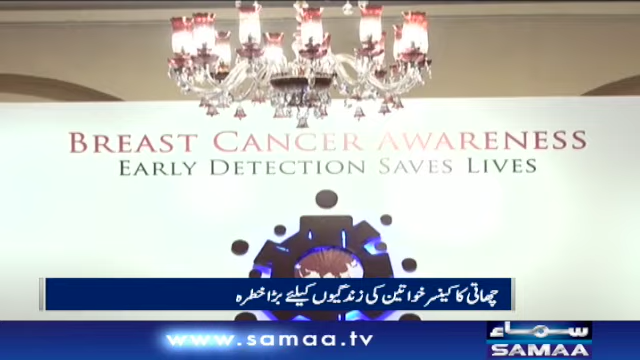 BREAST CANCER AWARENESS
EARLY DETECTION SAVES LIVES
چھاتی کا کینسر خواتین کی زندگیوں کیلئے بڑا خطرہ
www.samaa.tv
سماء
SAMAA